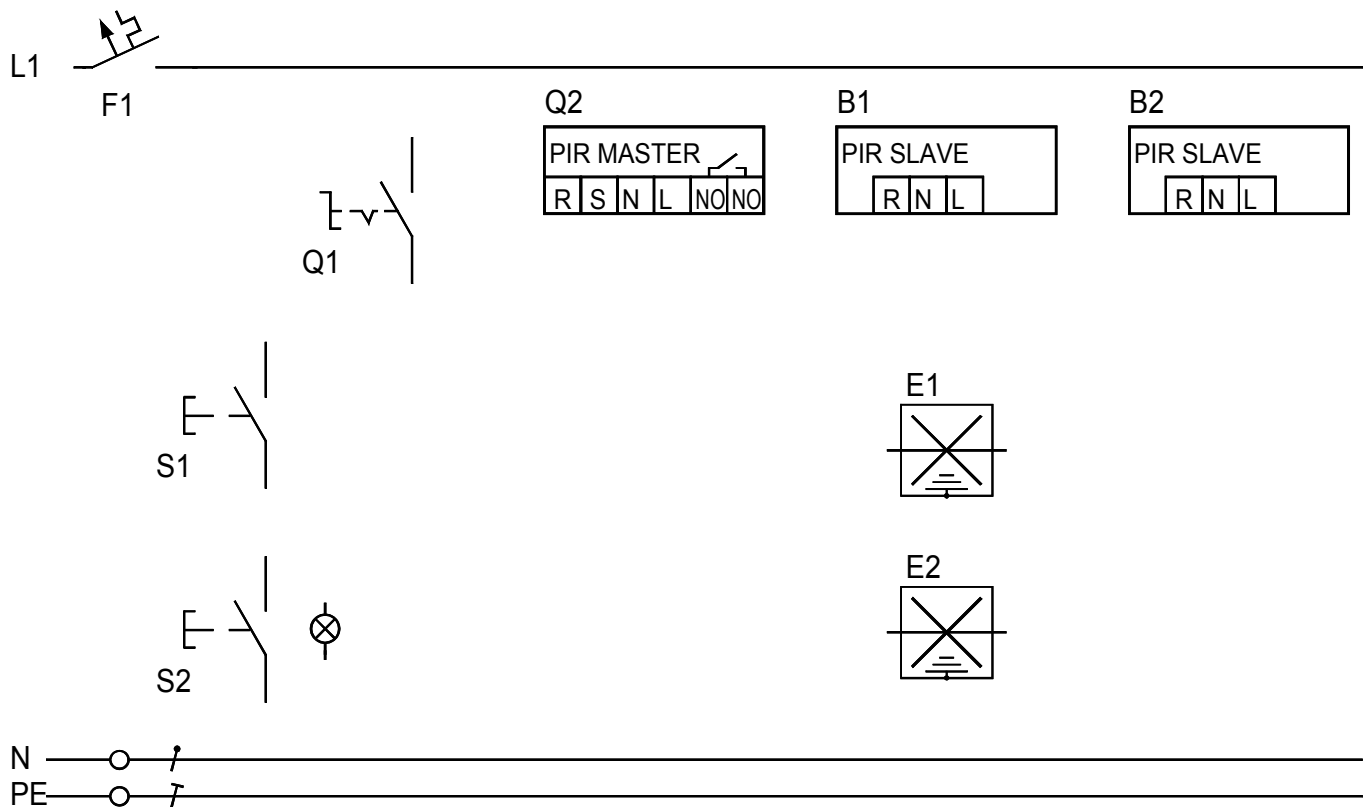 L1
F1
Q2
B1
B2
PIR MASTER
PIR SLAVE
PIR SLAVE
R S N L NO NO
R N L
R N L
Q1
E1
S1
E2
S2
N
PE